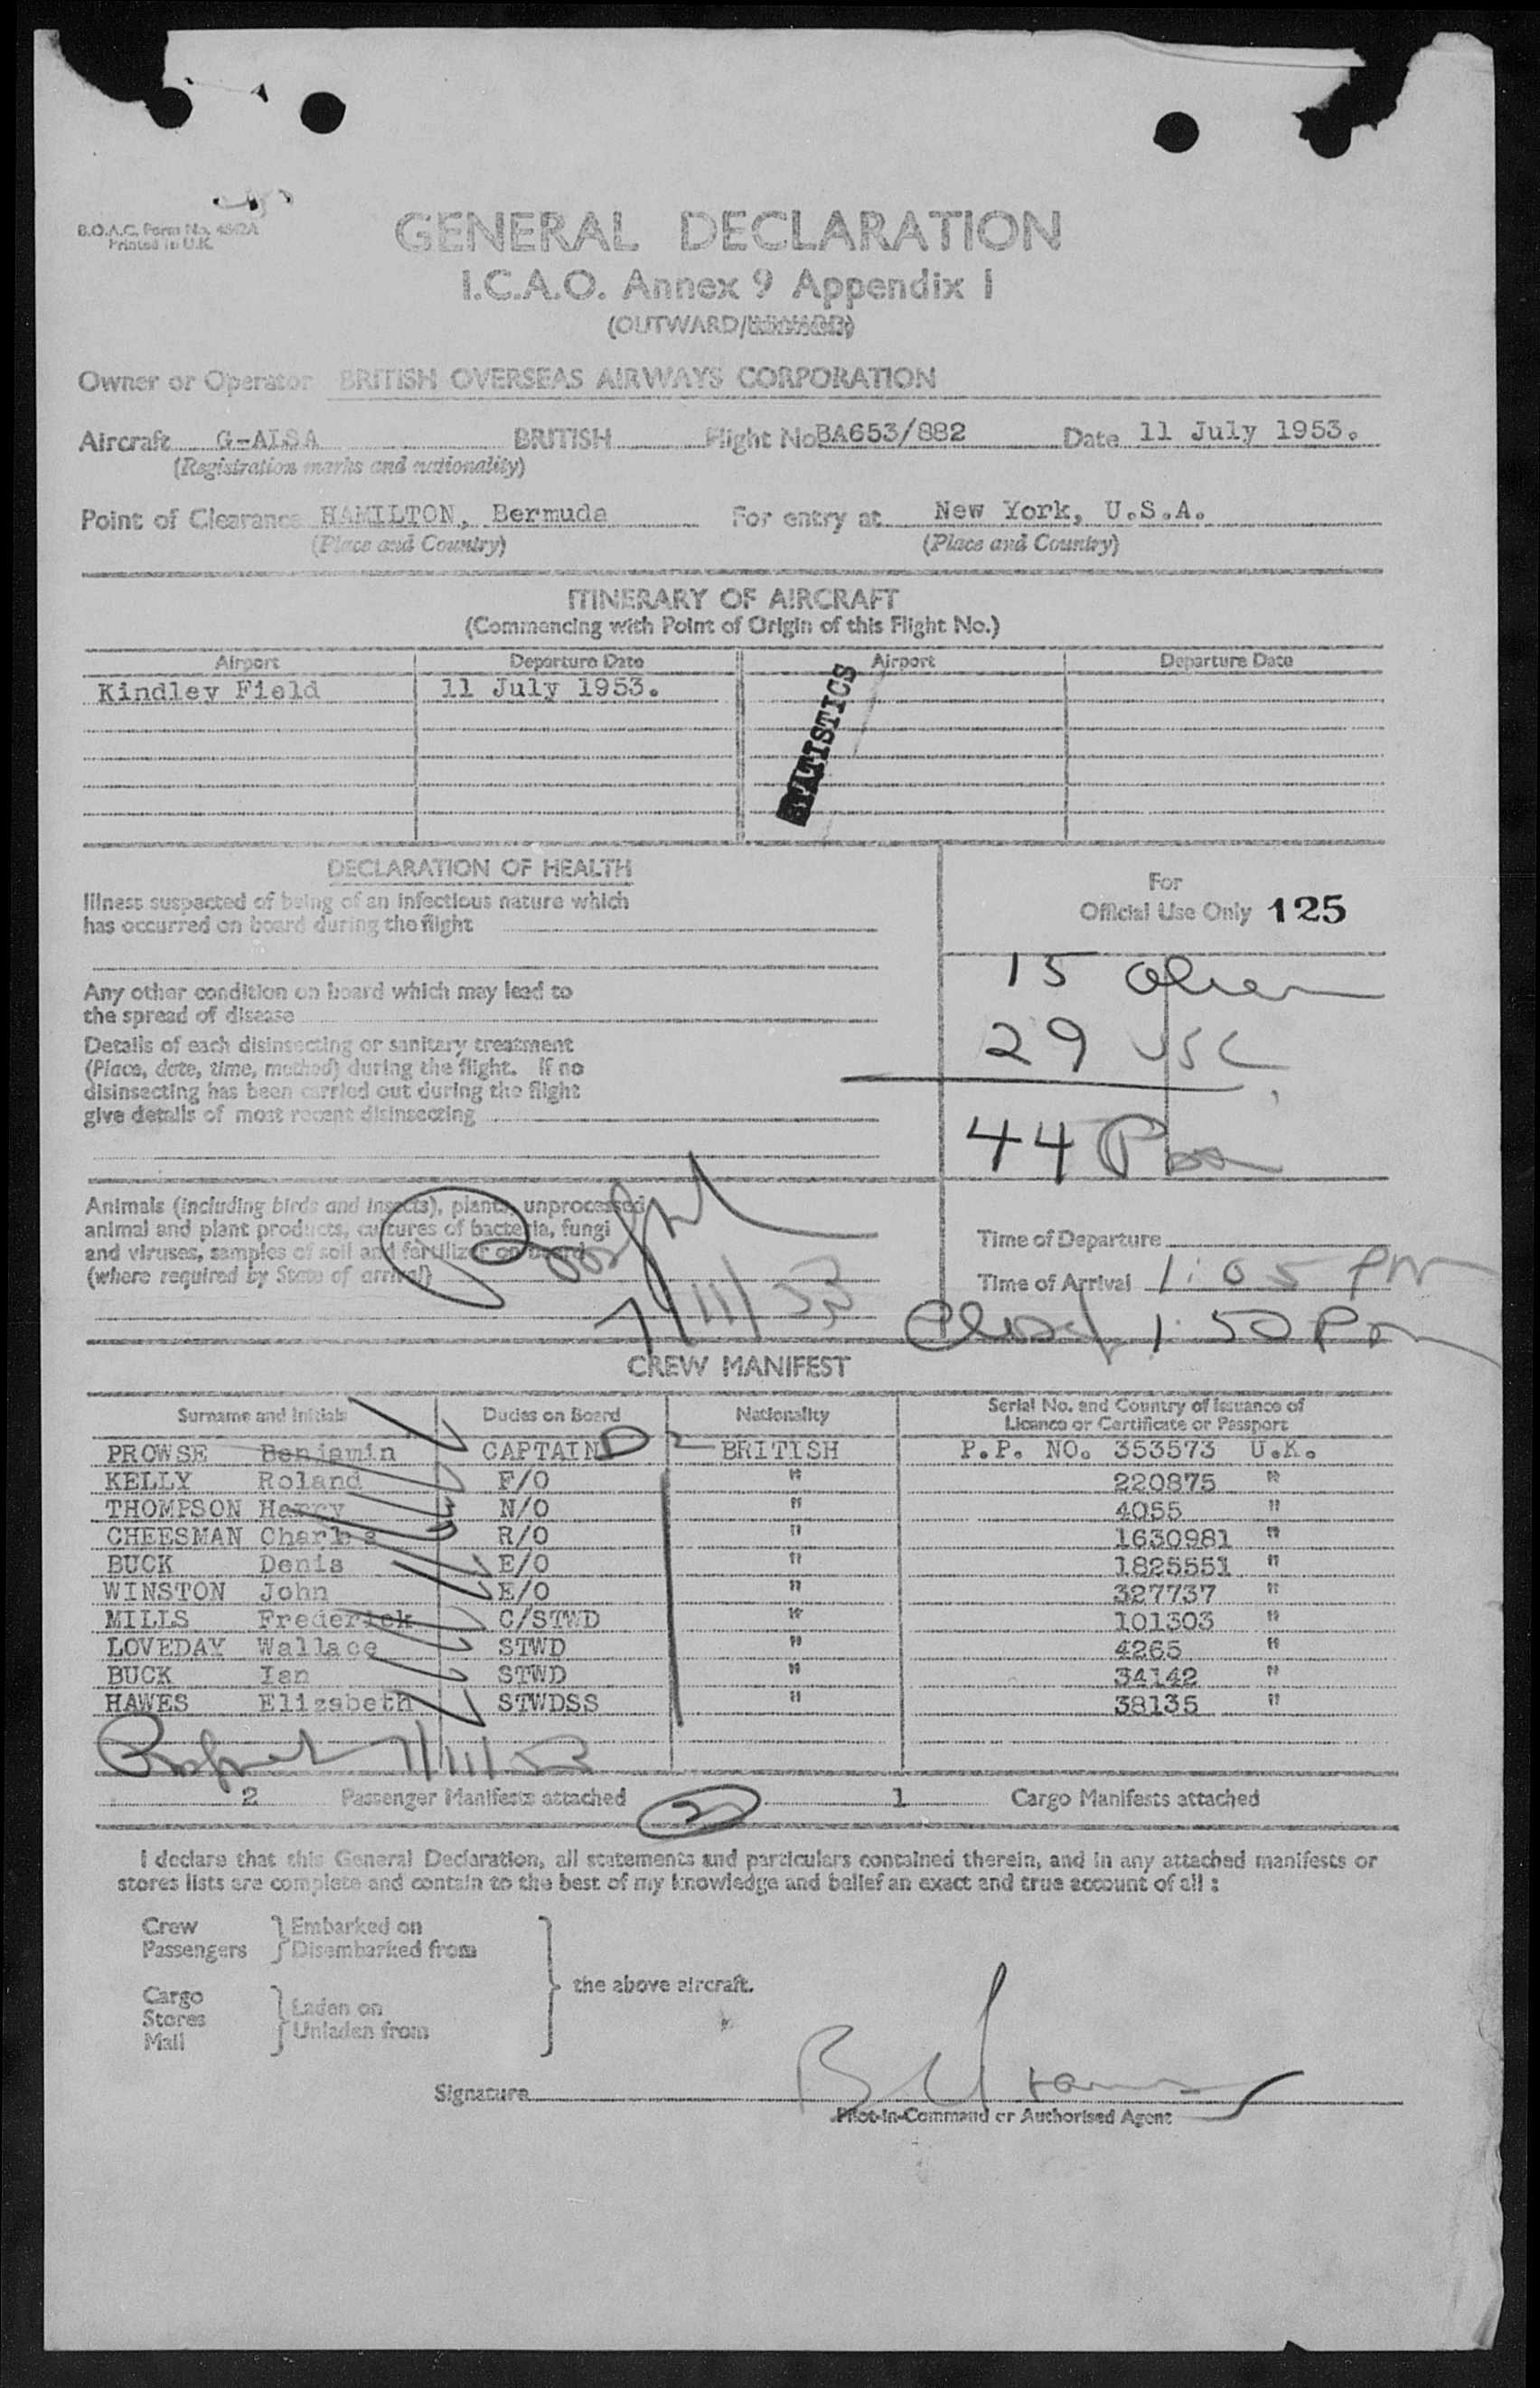 B.O.A.C. Form No. 4562A
Printed in U.K.
GENERAL DECLARATION
I.C.A.O. Annex 9 Appendix I
(OUTWARD/INWARD)
Owner or Operator BRITISH OVERSEAS AIRWAYS CORPORATION
Aircraft G-ALSA BRITISH Flight No BA653/882 Date 11 July 1953.
(Registration marks and nationality)
Point of Clearance HAMILTON, Bermuda For entry at New York, U.S.A.
(Place and Country) (Place and Country)
ITINERARY OF AIRCRAFT
(Commencing with Point of Origin of this Flight No.)
Airport Departure Date Airport Departure Date
Kindley Field 11 July 1953.
STATISTICS
DECLARATION OF HEALTH
Illness suspected of being of an infectious nature which
has occurred on board during the flight
For
Official Use Only 125
15 alien
Any other condition on board which may lead to
the spread of disease
29 USC
Details of each disinsecting or sanitary treatment
(Place, date, time, method) during the flight. If no
disinsecting has been carried out during the flight
give details of most recent disinsecting
44 Pax
Animals (including birds and insects), plants, unprocessed
animal and plant products, cultures of bacteria, fungi
and viruses, samples of soil and fertilizer on board
(where required by State of arrival)
7/11/53
Time of Departure
Time of Arrival 1:05 PM
Closed 1:50 Pm
CREW MANIFEST
Surname and Initials Duties on Board Nationality Serial No. and Country of Issuance of
Licence or Certificate or Passport
PROWSE Benjamin CAPTAIN D2 BRITISH P.P. NO. 353573 U.K.
KELLY Roland F/O " 220875 "
THOMPSON Harry N/O " 4055 "
CHEESMAN Charles R/O " 1630981 "
BUCK Denis E/O " 1825551 "
WINSTON John E/O " 327737 "
MILLS Frederick C/STWD " 101303 "
LOVEDAY Wallace STWD " 4265 "
BUCK Ian STWD " 34142 "
HAWES Elizabeth STWDSS " 38135 "
7/11/53
2 Passenger Manifests attached 2 1 Cargo Manifests attached
I declare that this General Declaration, all statements and particulars contained therein, and in any attached manifests or
stores lists are complete and contain to the best of my knowledge and belief an exact and true account of all :
Crew
Passengers
Embarked on
Disembarked from
Cargo
Stores
Mail
Laden on
Unladen from
the above aircraft.
Signature
Pilot-in-Command or Authorised Agent